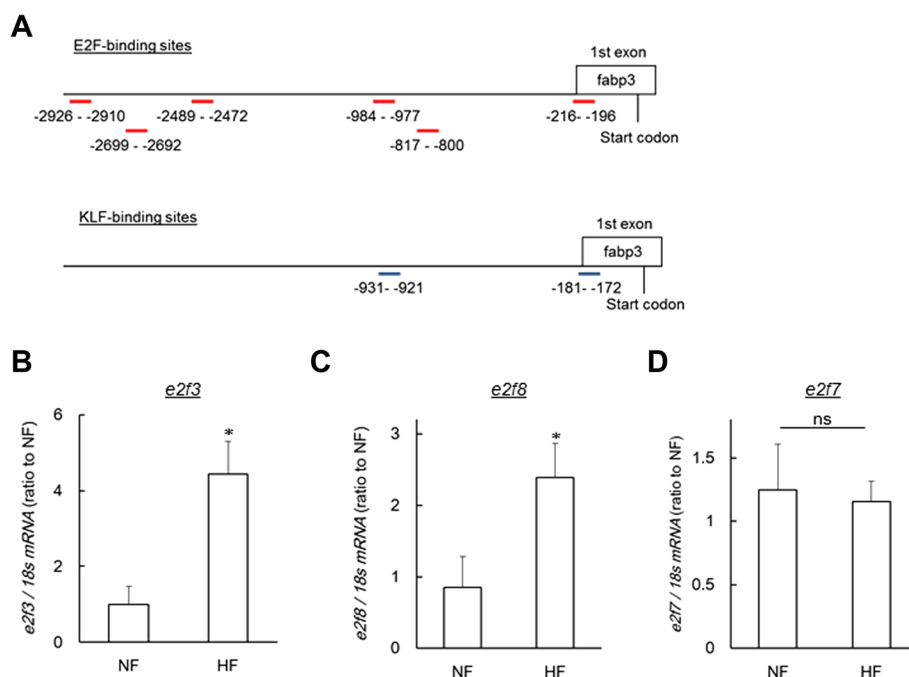 A
E2F-binding sites
1st exon
fabp3
-2926 - -2910
-2489 - -2472
-984 - -977
-216 - -196
-2699 - -2692
-817 - -800
Start codon
KLF-binding sites
1st exon
fabp3
-931- -921
-181- -172
Start codon
B
e2f3
e2f3 / 18s mRNA (ratio to NF)
6
4
2
0
*
NF
HF
C
e2f8
e2f8 / 18s mRNA (ratio to NF)
3
2
1
0
*
NF
HF
D
e2f7
e2f7 / 18s mRNA (ratio to NF)
1.5
1
0.5
0
ns
NF
HF